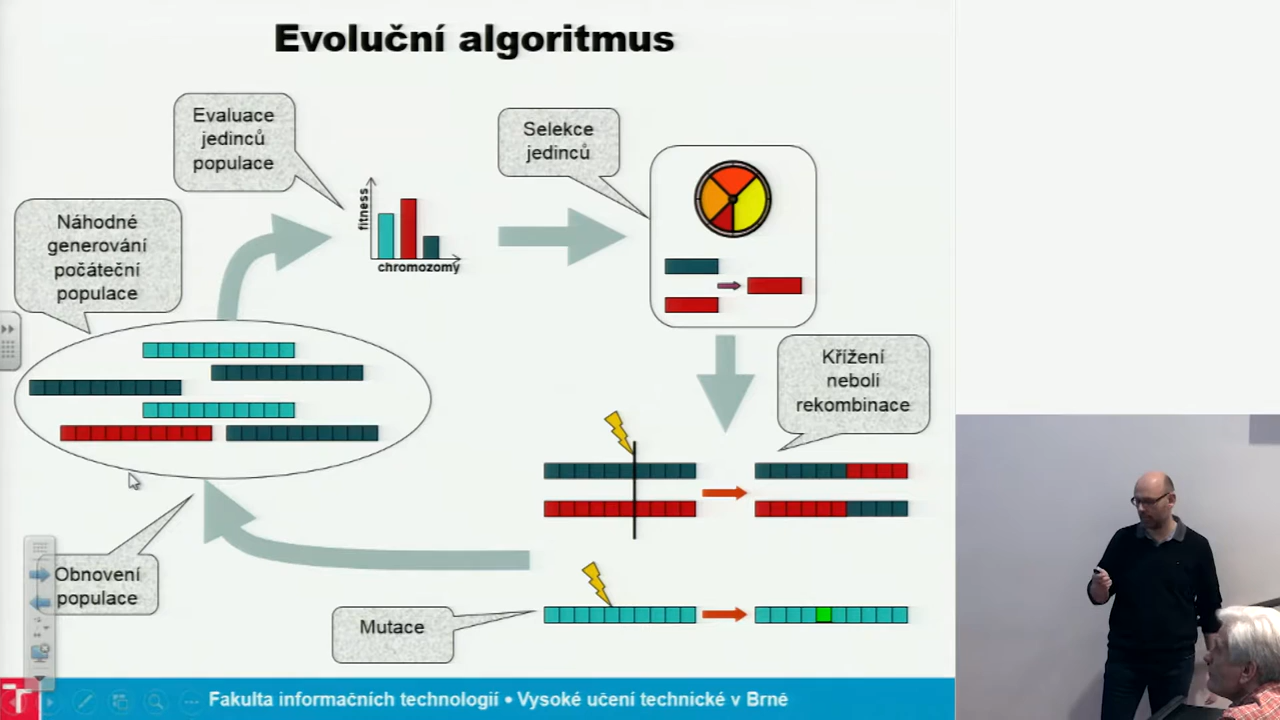 Evoluční algoritmus
Evaluace
jedinců
populace
Selekce
jedinců
Náhodné
generování
počáteční
populace
fitness
chromozomy
Křížení
neboli
rekombinace
Obnovení
populace
Mutace
Fakulta informačních technologií • Vysoké učení technické v Brně